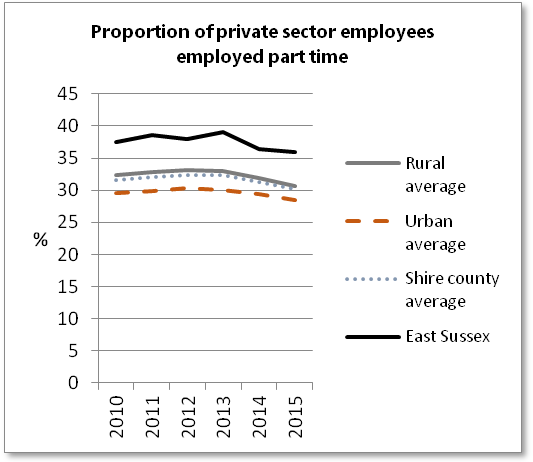 Proportion of private sector employees
employed part time
45
40
35
30
25
20
15
10
5
0
%
2010
2011
2012
2013
2014
2015
Rural
average
Urban
average
Shire county
average
East Sussex